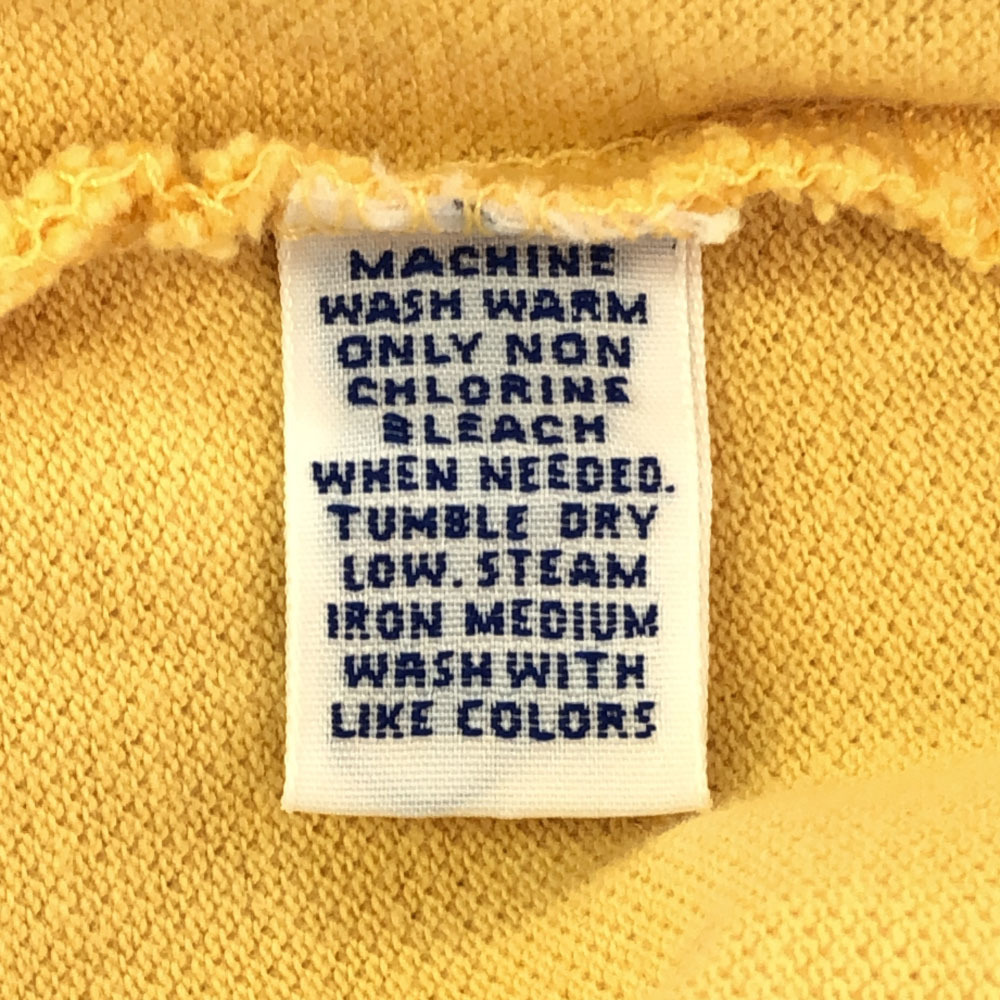 MACHINE
WASH WARM
ONLY NON
CHLORINE
BLEACH
WHEN NEEDED.
TUMBLE DRY
LOW. STEAM
IRON MEDIUM
WASH WITH
LIKE COLORS